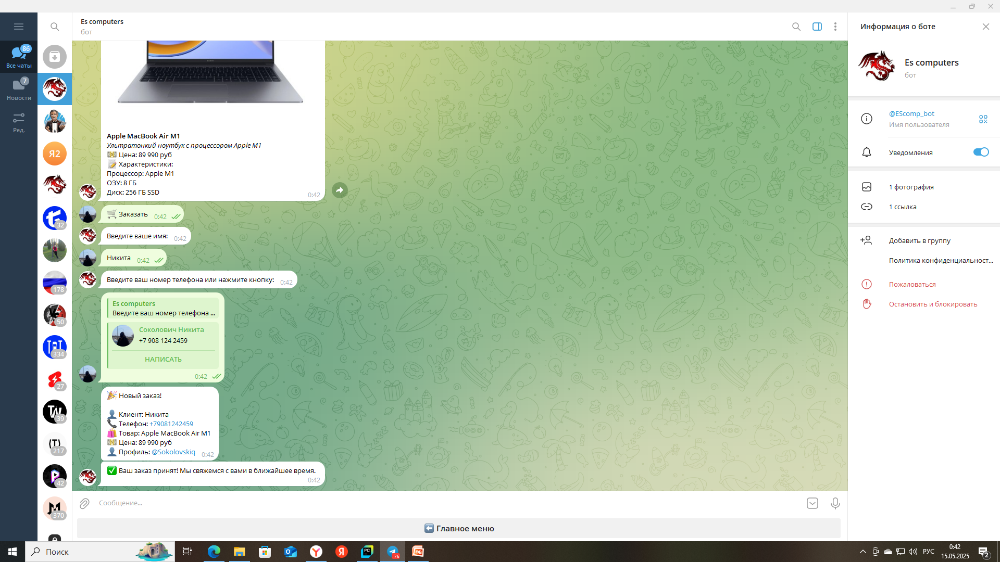 Es computers
бот
Информация о боте
86
Все чаты
7
Новости
Ред.
Я2
32
178
50
334
27
TW
39
(T)
217
42
370
Apple MacBook Air M1
Ультратонкий ноутбук с процессором Apple M1
Цена: 89 990 руб
Характеристики:
Процессор: Apple M1
ОЗУ: 8 ГБ
Диск: 256 ГБ SSD
0:42
Заказать 0:42
Введите ваше имя: 0:42
Никита 0:42
Введите ваш номер телефона или нажмите кнопку: 0:42
Es computers
Введите ваш номер телефона ...
Соколович Никита
+7 908 124 2459
НАПИСАТЬ
0:42
Новый заказ!
Клиент: Никита
Телефон: +79081242459
Товар: Apple MacBook Air M1
Цена: 89 990 руб
Профиль: @Sokolovskiq 0:42
Ваш заказ принят! Мы свяжемся с вами в ближайшее время.
0:42
Сообщение...
Главное меню
Es computers
бот
@EScomp_bot
Имя пользователя
Уведомления
1 фотография
1 ссылка
Добавить в группу
Политика конфиденциальност...
Пожаловаться
Остановить и блокировать
Поиск
PC
.76
РУС
0:42
15.05.2025
2